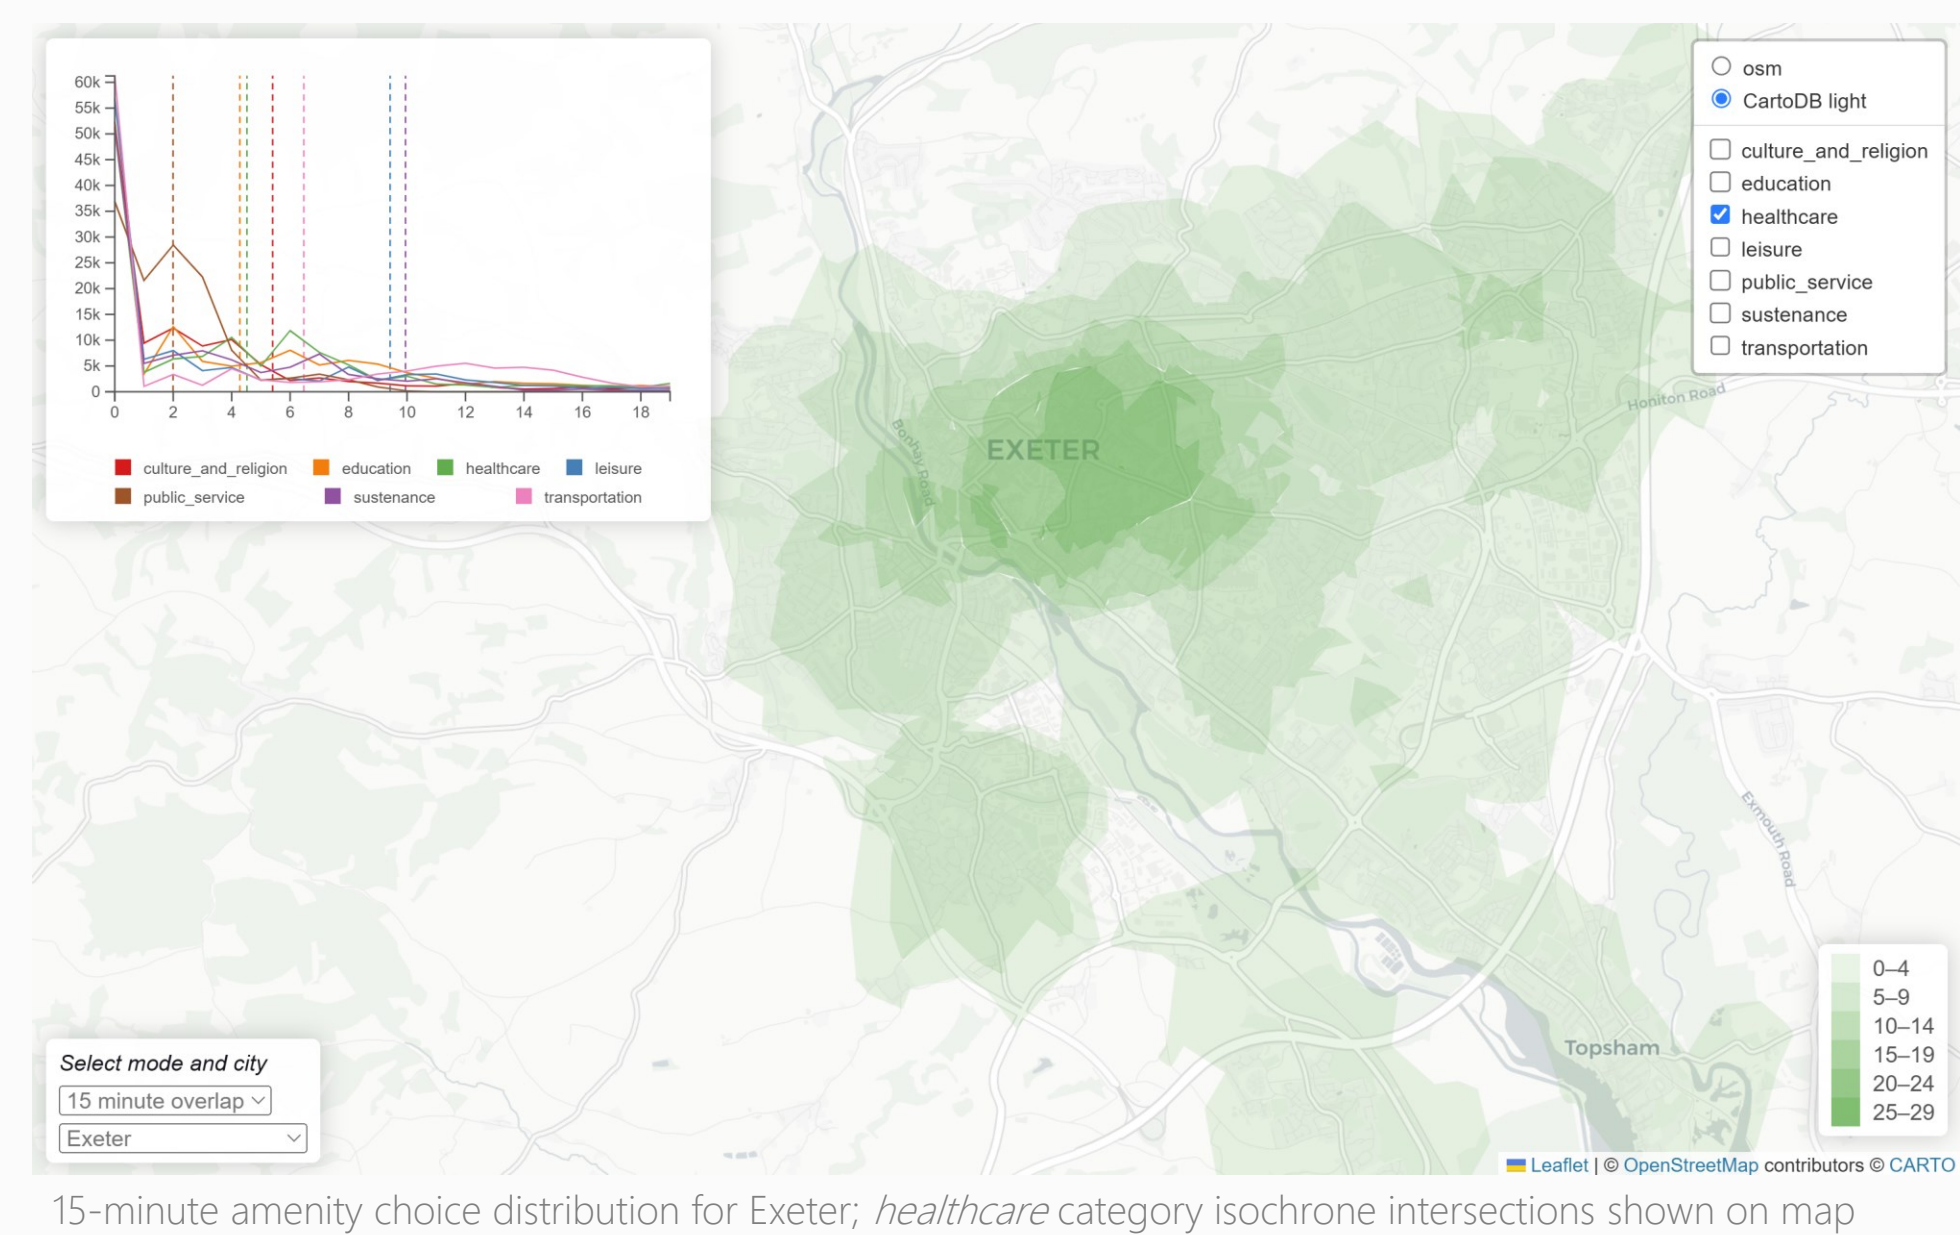 60k
55k
50k
45k
40k
35k
30k
25k
20k
15k
10k
5k
0
0 2 4 6 8 10 12 14 16 18
culture_and_religion education healthcare leisure
public_service sustenance transportation
osm
CartoDB light
culture_and_religion
education
healthcare
leisure
public_service
sustenance
transportation
Honiton Road
Bonhay Road
EXETER
Exmouth Road
Topsham
0–4
5–9
10–14
15–19
20–24
25–29
Select mode and city
15 minute overlap
Exeter
Leaflet | © OpenStreetMap contributors © CARTO
15-minute amenity choice distribution for Exeter; healthcare category isochrone intersections shown on map